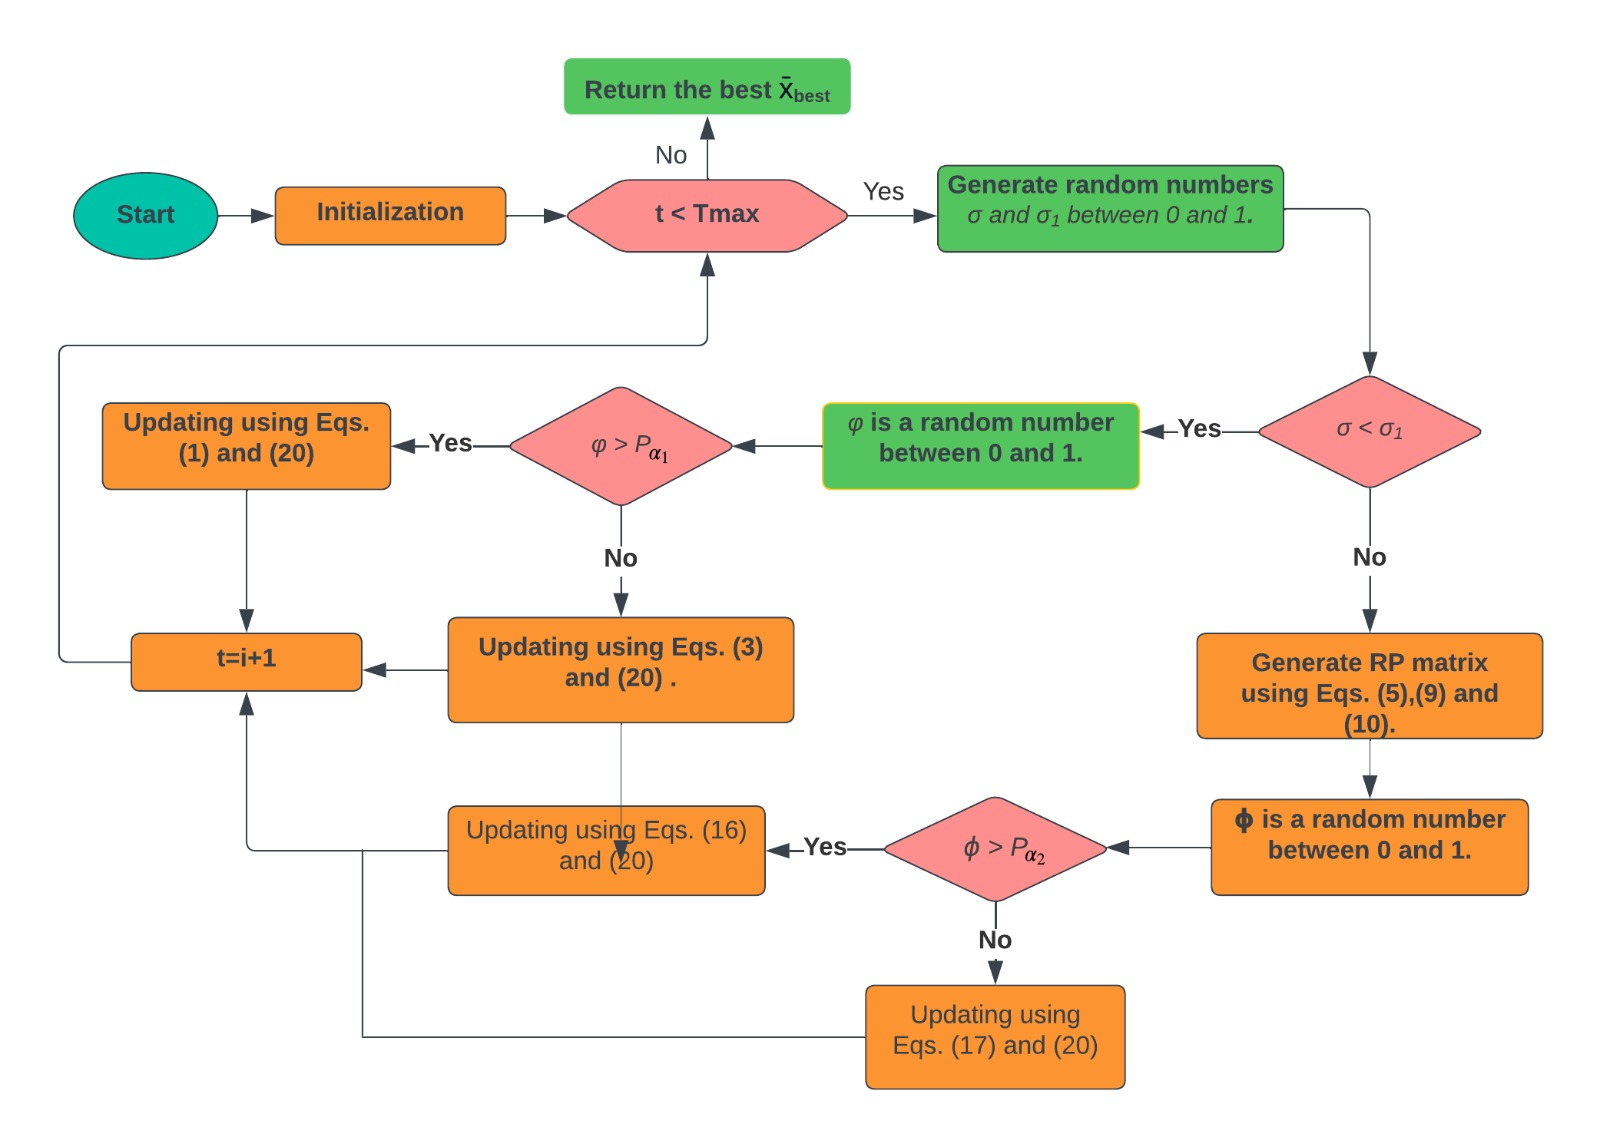 Return the best x̄best
No
Start
Initialization
t < Tmax
Yes
Generate random numbers
σ and σ1 between 0 and 1.
Updating using Eqs.
(1) and (20)
Yes
φ > Pα1
φ is a random number
between 0 and 1.
Yes
σ < σ1
No
No
t=i+1
Updating using Eqs. (3)
and (20) .
Generate RP matrix
using Eqs. (5),(9) and
(10).
Updating using Eqs. (16)
and (20)
Yes
ϕ > Pα2
ϕ is a random number
between 0 and 1.
No
Updating using
Eqs. (17) and (20)